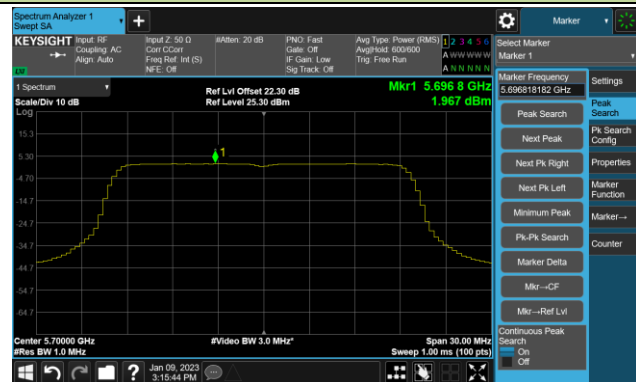 Spectrum Analyzer 1
Swept SA
Marker
KEYSIGHT
Input: RF
Coupling: AC
Align: Auto
Input Z: 50 Ω
Corr CCorr
Freq Ref: Int (S)
NFE: Off
#Atten: 20 dB
PNO: Fast
Gate: Off
IF Gain: Low
Sig Track: Off
Avg Type: Power (RMS)
Avg|Hold: 600/600
Trig: Free Run
1 2 3 4 5 6
A W W W W W
A N N N N N
Select Marker
Marker 1
1 Spectrum
Scale/Div 10 dB
Log
Ref Lvl Offset 22.30 dB
Ref Level 25.30 dBm
Mkr1 5.696 8 GHz
1.967 dBm
15.3
5.30
-4.70
-14.7
-24.7
-34.7
-44.7
-54.7
-64.7
1
Center 5.70000 GHz
#Res BW 1.0 MHz
#Video BW 3.0 MHz*
Span 30.00 MHz
Sweep 1.00 ms (100 pts)
Marker Frequency
5.696818182 GHz
Peak Search
Next Peak
Next Pk Right
Next Pk Left
Minimum Peak
Pk-Pk Search
Marker Delta
Mkr→CF
Mkr→Ref Lvl
Continuous Peak
Search
On
Off
Settings
Peak
Search
Pk Search
Config
Properties
Marker
Function
Marker→
Counter
Jan 09, 2023
3:15:44 PM